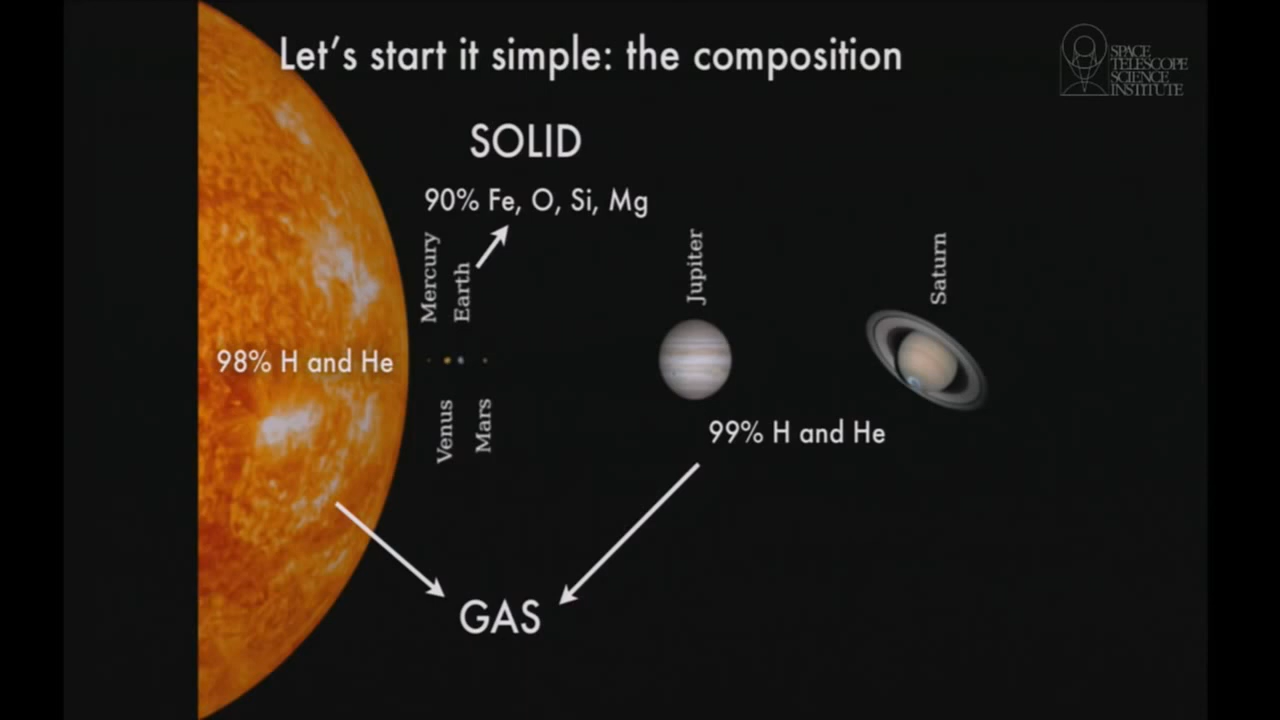 Let's start it simple: the composition
SPACE
TELESCOPE
SCIENCE
INSTITUTE
SOLID
90% Fe, O, Si, Mg
Mercury
Earth
Jupiter
Saturn
98% H and He
Venus
Mars
99% H and He
GAS